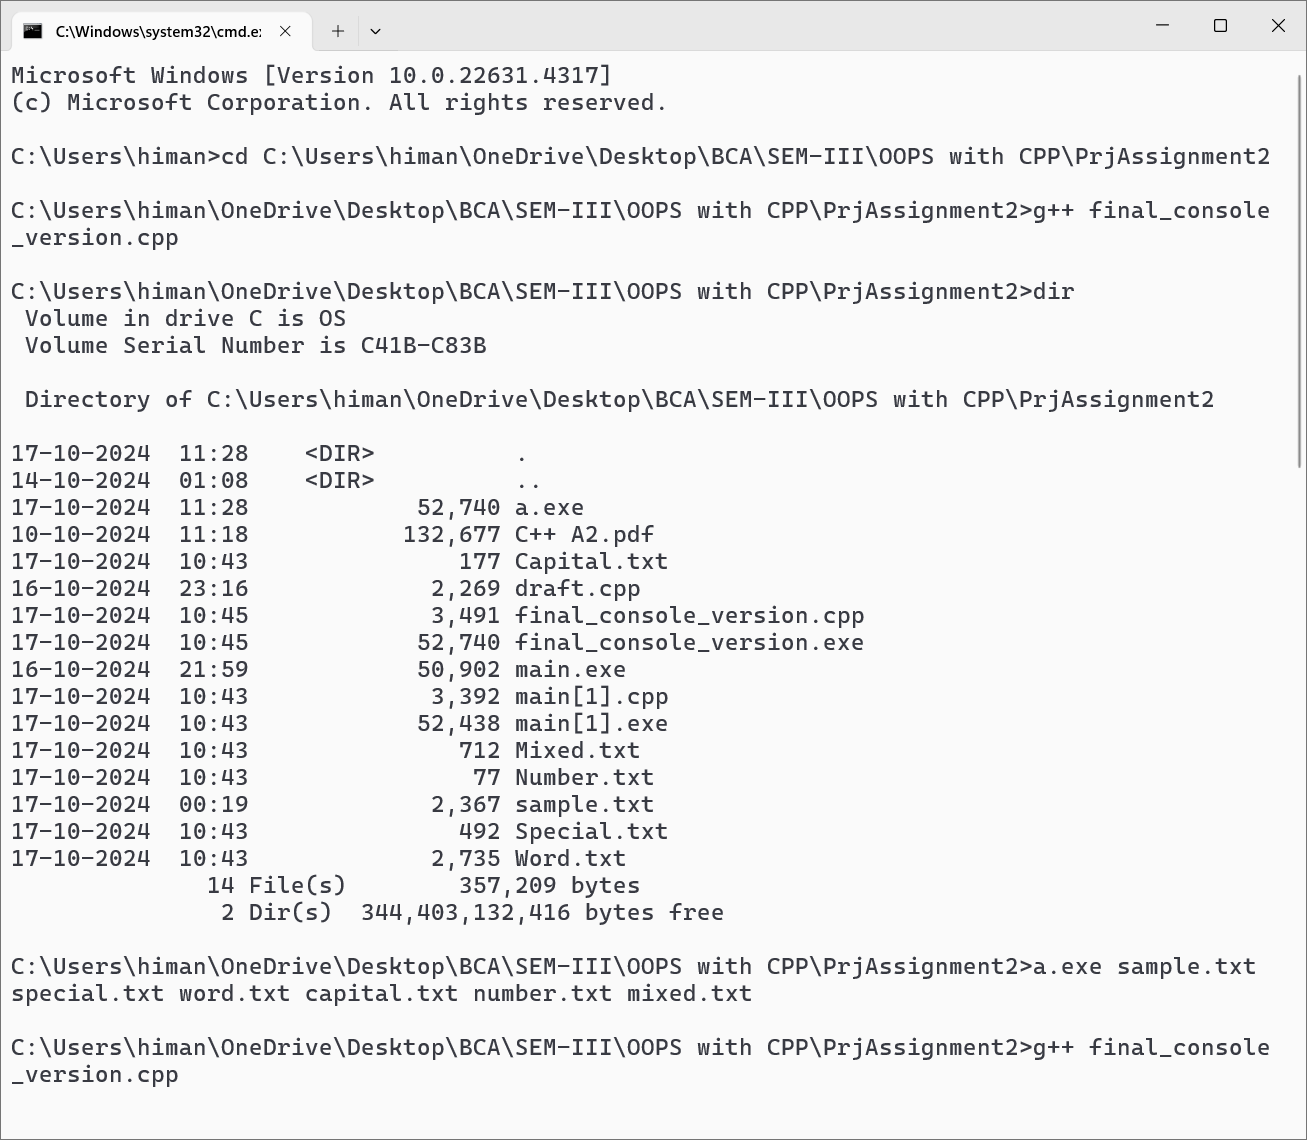 C:\Windows\system32\cmd.ex
Microsoft Windows [Version 10.0.22631.4317]
(c) Microsoft Corporation. All rights reserved.
C:\Users\himan>cd C:\Users\himan\OneDrive\Desktop\BCA\SEM-III\OOPS with CPP\PrjAssignment2
C:\Users\himan\OneDrive\Desktop\BCA\SEM-III\OOPS with CPP\PrjAssignment2>g++ final_console
_version.cpp
C:\Users\himan\OneDrive\Desktop\BCA\SEM-III\OOPS with CPP\PrjAssignment2>dir
 Volume in drive C is OS
 Volume Serial Number is C41B-C83B
 Directory of C:\Users\himan\OneDrive\Desktop\BCA\SEM-III\OOPS with CPP\PrjAssignment2
17-10-2024  11:28    <DIR>          .
14-10-2024  01:08    <DIR>          ..
17-10-2024  11:28            52,740 a.exe
10-10-2024  11:18           132,677 C++ A2.pdf
17-10-2024  10:43               177 Capital.txt
16-10-2024  23:16             2,269 draft.cpp
17-10-2024  10:45             3,491 final_console_version.cpp
17-10-2024  10:45            52,740 final_console_version.exe
16-10-2024  21:59            50,902 main.exe
17-10-2024  10:43             3,392 main[1].cpp
17-10-2024  10:43            52,438 main[1].exe
17-10-2024  10:43               712 Mixed.txt
17-10-2024  10:43                77 Number.txt
17-10-2024  00:19             2,367 sample.txt
17-10-2024  10:43               492 Special.txt
17-10-2024  10:43             2,735 Word.txt
              14 File(s)        357,209 bytes
               2 Dir(s)  344,403,132,416 bytes free
C:\Users\himan\OneDrive\Desktop\BCA\SEM-III\OOPS with CPP\PrjAssignment2>a.exe sample.txt
special.txt word.txt capital.txt number.txt mixed.txt
C:\Users\himan\OneDrive\Desktop\BCA\SEM-III\OOPS with CPP\PrjAssignment2>g++ final_console
_version.cpp